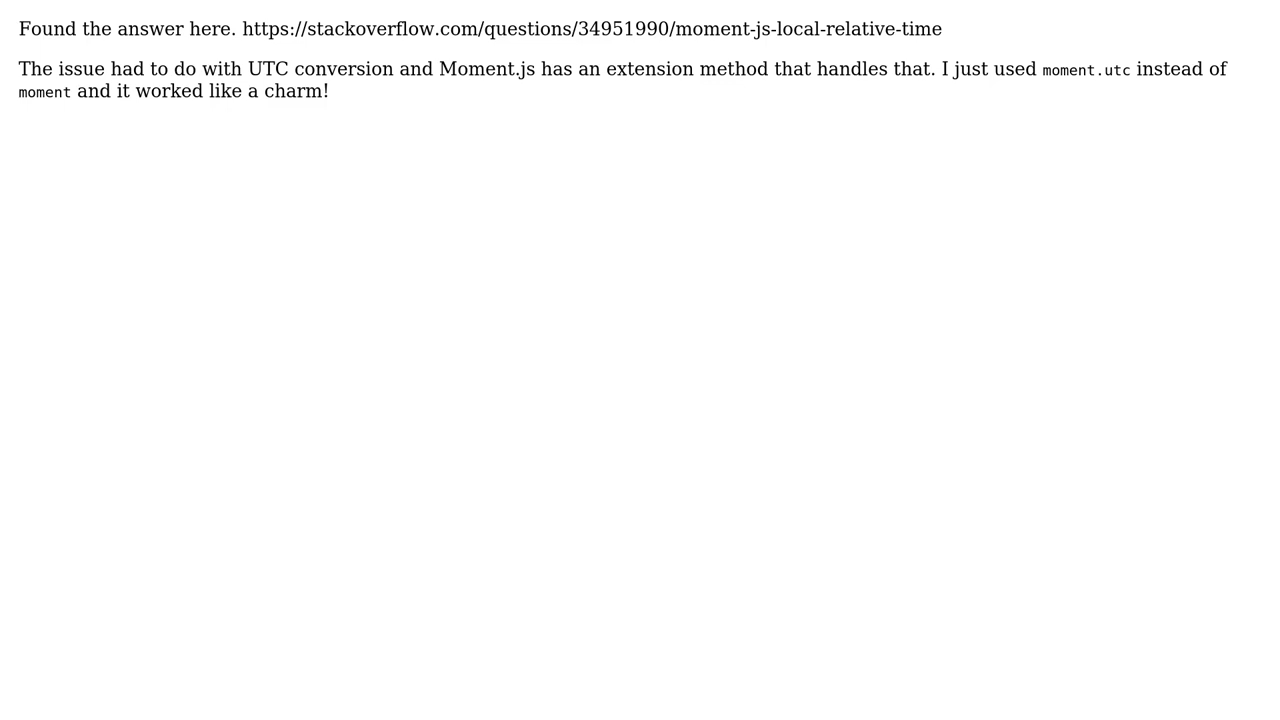 Found the answer here. https://stackoverflow.com/questions/34951990/moment-js-local-relative-time
The issue had to do with UTC conversion and Moment.js has an extension method that handles that. I just used moment.utc instead of
moment and it worked like a charm!